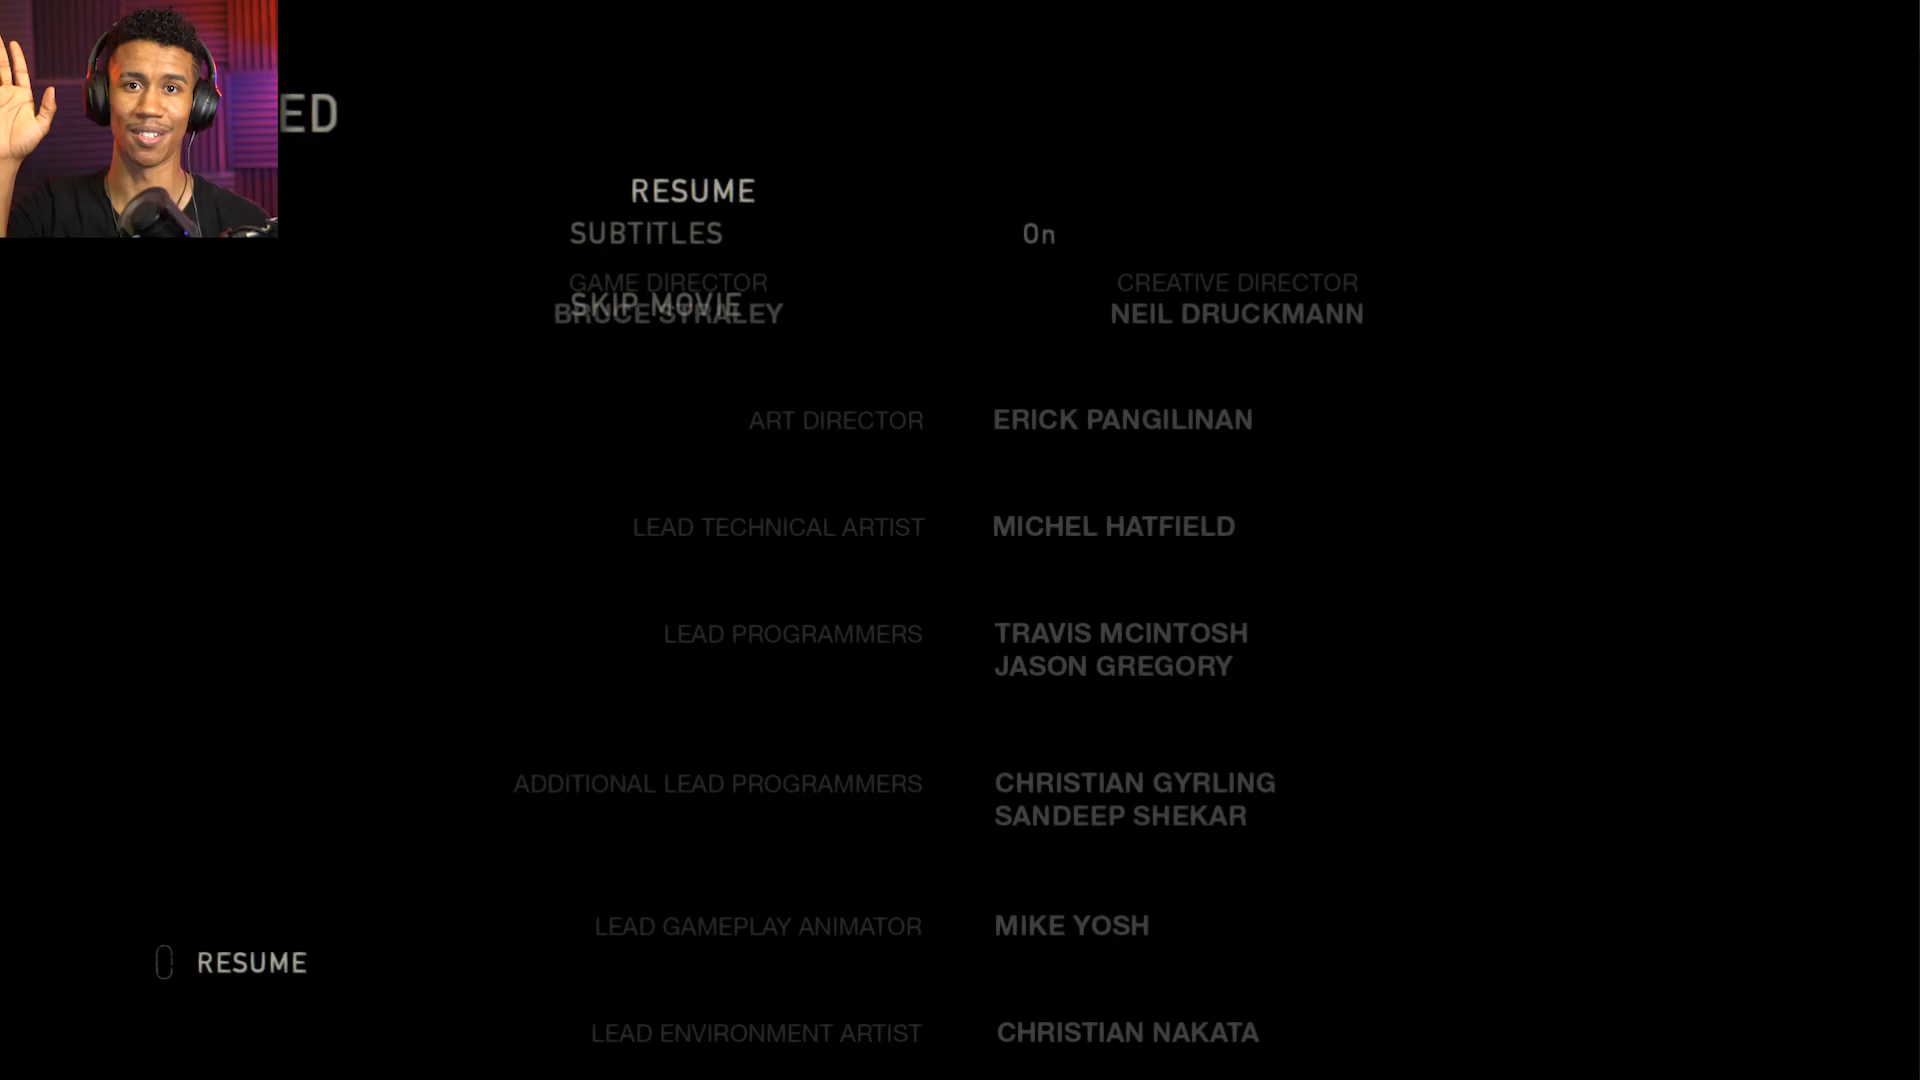 ED
RESUME
SUBTITLES On
GAME DIRECTOR CREATIVE DIRECTOR
SKIP MOVIE
BRUCE STRALEY NEIL DRUCKMANN
ART DIRECTOR ERICK PANGILINAN
LEAD TECHNICAL ARTIST MICHEL HATFIELD
LEAD PROGRAMMERS TRAVIS MCINTOSH
JASON GREGORY
ADDITIONAL LEAD PROGRAMMERS CHRISTIAN GYRLING
SANDEEP SHEKAR
LEAD GAMEPLAY ANIMATOR MIKE YOSH
RESUME
LEAD ENVIRONMENT ARTIST CHRISTIAN NAKATA